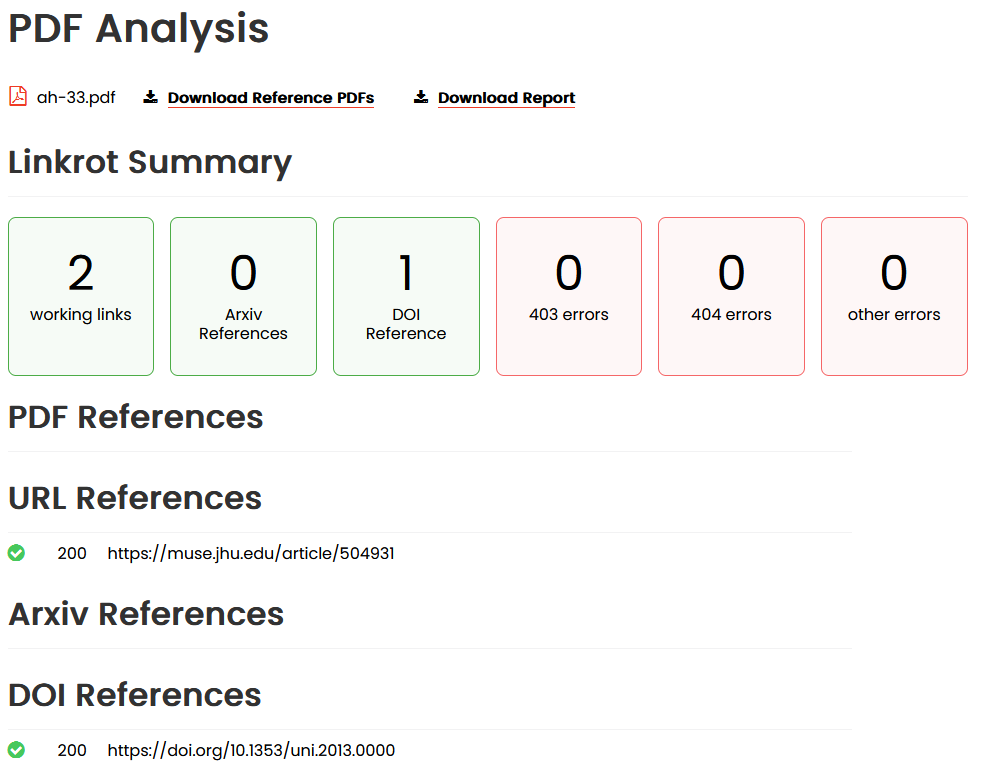 PDF Analysis
ah-33.pdf Download Reference PDFs Download Report
Linkrot Summary
2 0 1 0 0 0
working links Arxiv DOI 403 errors 404 errors other errors
References Reference
PDF References
URL References
200 https://muse.jhu.edu/article/504931
Arxiv References
DOI References
200 https://doi.org/10.1353/uni.2013.0000